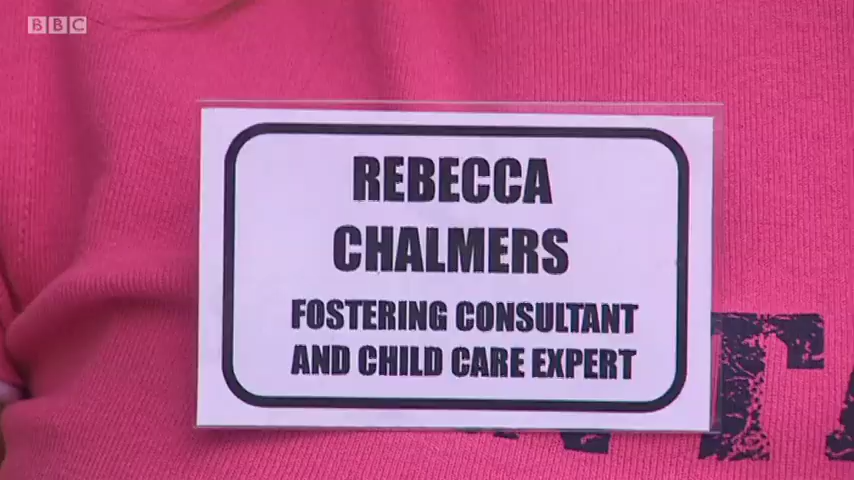 BBC
REBECCA
CHALMERS
FOSTERING CONSULTANT
AND CHILD CARE EXPERT